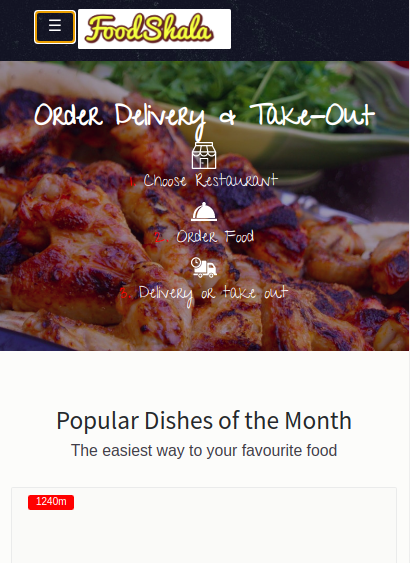 ☰ FoodShala
Order Delivery & Take-Out
1. Choose Restaurant
2. Order Food
3. Delivery or take out
Popular Dishes of the Month
The easiest way to your favourite food
1240m